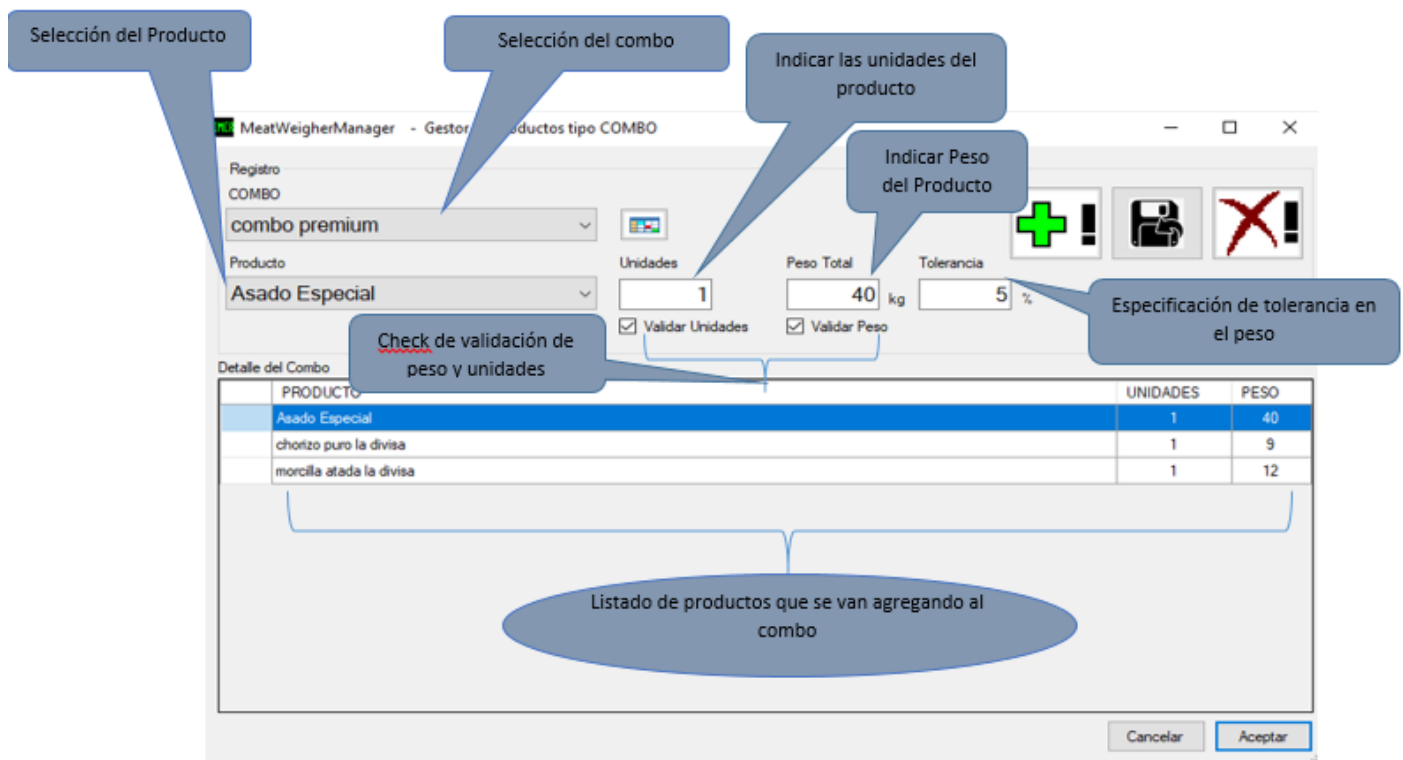 Selección del Producto
Selección del combo
Indicar las unidades del
producto
MeatWeigherManager - Gestor ductos tipo COMBO
Indicar Peso
del Producto
Registro
COMBO
combo premium
Producto
Unidades
Peso Total
Tolerancia
Asado Especial
1
40 kg
5 %
Especificación de tolerancia en
el peso
Validar Unidades
Validar Peso
Check de validación de
peso y unidades
Detalle del Combo
PRODUCTO UNIDADES PESO
Asado Especial 1 40
chorizo puro la divisa 1 9
morcilla atada la divisa 1 12
Listado de productos que se van agregando al
combo
Cancelar
Aceptar